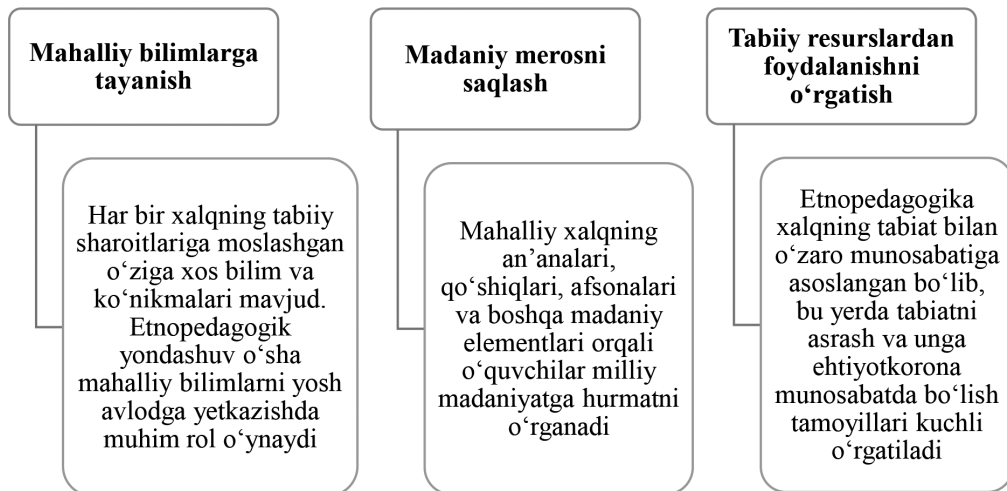 Mahalliy bilimlarga
tayanish
Har bir xalqning tabiiy
sharoitlariga moslashgan
o‘ziga xos bilim va
ko‘nikmalari mavjud.
Etnopedagogik
yondashuv o‘sha
mahalliy bilimlarni yosh
avlodga yetkazishda
muhim rol o‘ynaydi
Madaniy merosni
saqlash
Mahalliy xalqning
an’analari,
qo‘shiqlari, afsonalari
va boshqa madaniy
elementlari orqali
o‘quvchilar milliy
madaniyatga hurmatni
o‘rganadi
Tabiiy resurslardan
foydalanishni
o‘rgatish
Etnopedagogika
xalqning tabiat bilan
o‘zaro munosabatiga
asoslangan bo‘lib,
bu yerda tabiatni
asrash va unga
ehtiyotkorona
munosabatda bo‘lish
tamoyillari kuchli
o‘rgatiladi